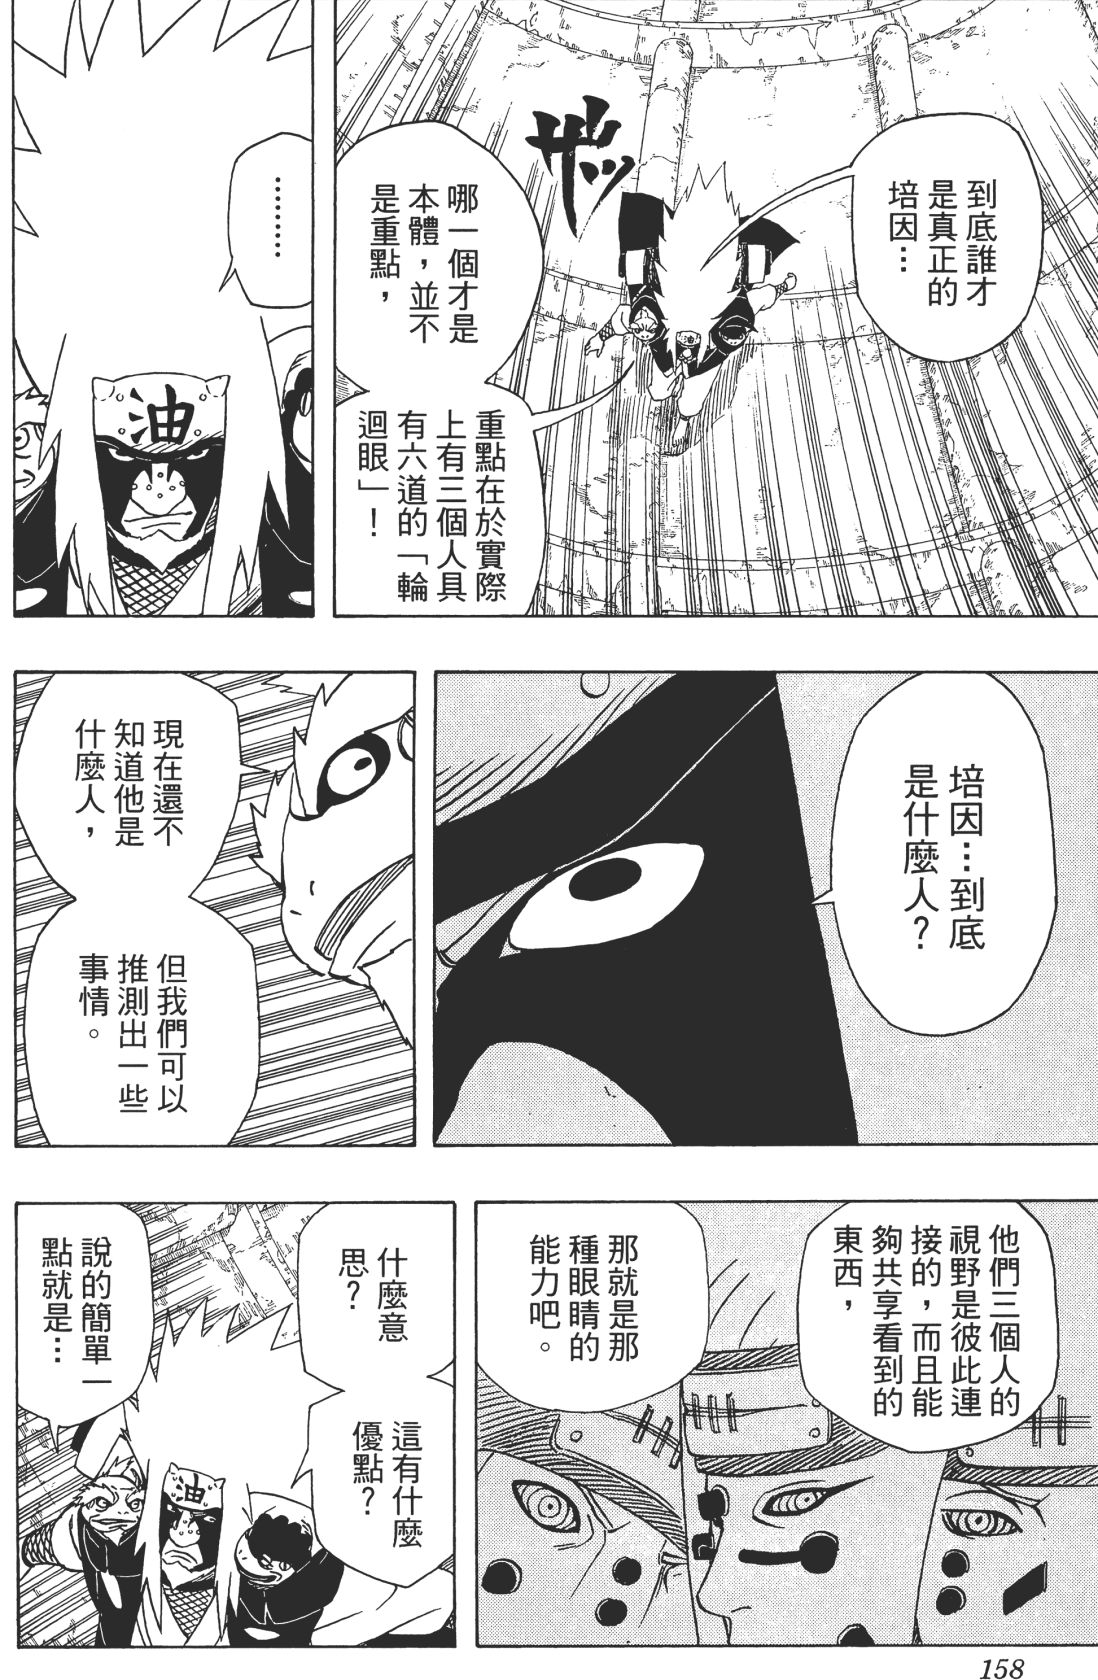 到底誰才
是真正的
培因…
ザッ
哪一個才是
本體，並不
是重點，
重點在於實際
上有三個人具
有六道的「輪
迴眼」！
………
油
培因…到底
是什麼人？
現在還不
知道他是
什麼人，
但我們可以
推測出一些
事情。
他們三個人的
視野是彼此連
接的，而且能
夠共享看到的
東西，
那就是那
種眼睛的
能力吧。
什麼意
思？
這有什麼
優點？
說的簡單一
點就是…
油
158